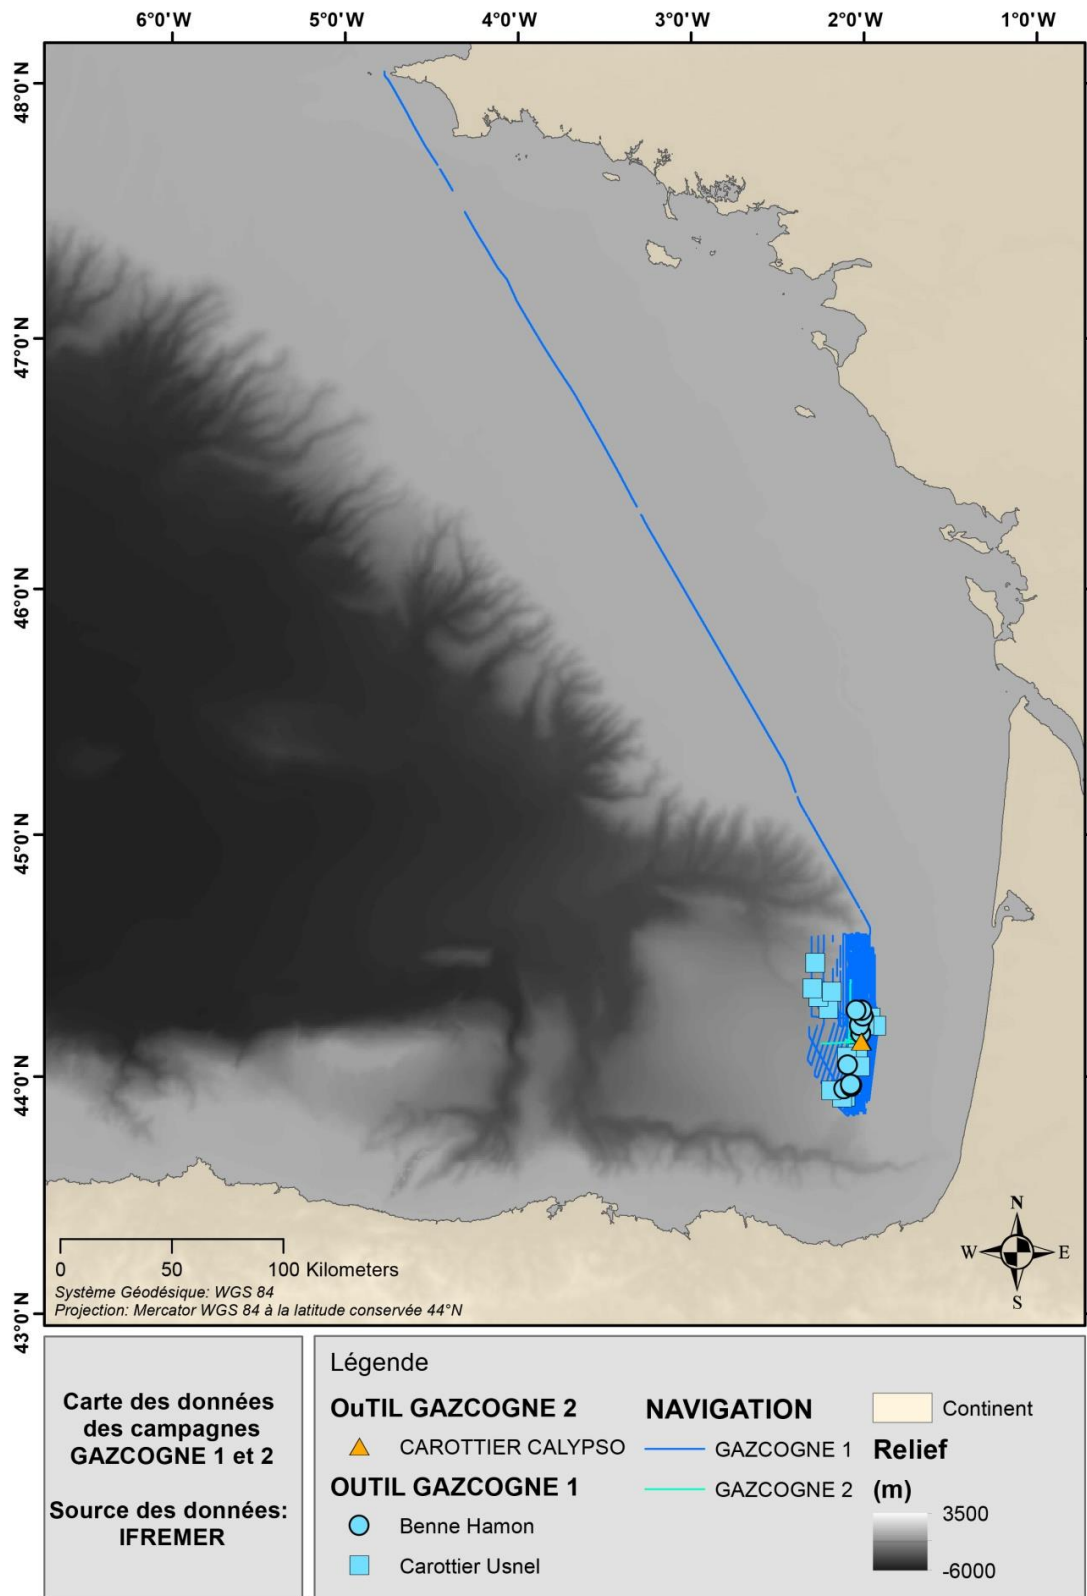 6°0'W 5°0'W 4°0'W 3°0'W 2°0'W 1°0'W
48°0'N
47°0'N
46°0'N
45°0'N
44°0'N
43°0'N
N
W E
S
0 50 100 Kilometers
Système Géodésique: WGS 84
Projection: Mercator WGS 84 à la latitude conservée 44°N
Carte des données
des campagnes
GAZCOGNE 1 et 2
Source des données:
IFREMER
Légende
OuTIL GAZCOGNE 2
CAROTTIER CALYPSO
OUTIL GAZCOGNE 1
Benne Hamon
Carottier Usnel
NAVIGATION
GAZCOGNE 1
GAZCOGNE 2
Continent
Relief
(m)
3500
-6000